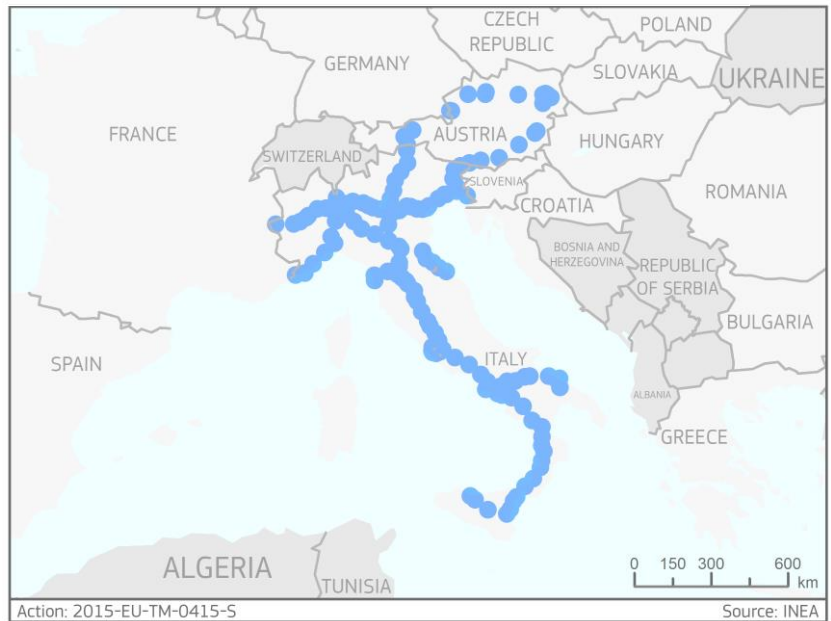 CZECH
REPUBLIC
POLAND
GERMANY
SLOVAKIA
UKRAINE
FRANCE
AUSTRIA
SWITZERLAND
HUNGARY
SLOVENIA
ROMANIA
CROATIA
BOSNIA AND
HERZEGOVINA
REPUBLIC
OF SERBIA
BULGARIA
SPAIN
ITALY
ALBANIA
GREECE
ALGERIA
TUNISIA
0 150 300 600
km
Action: 2015-EU-TM-0415-S
Source: INEA